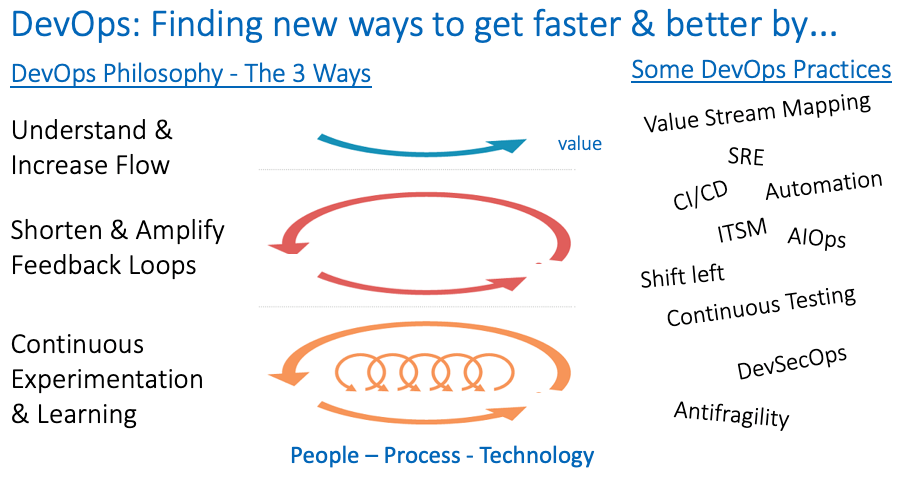 DevOps: Finding new ways to get faster & better by...
DevOps Philosophy - The 3 Ways
Understand &
Increase Flow
value
Shorten & Amplify
Feedback Loops
Continuous
Experimentation
& Learning
People – Process - Technology
Some DevOps Practices
Value Stream Mapping
SRE
CI/CD
Automation
ITSM
AIOps
Shift left
Continuous Testing
DevSecOps
Antifragility